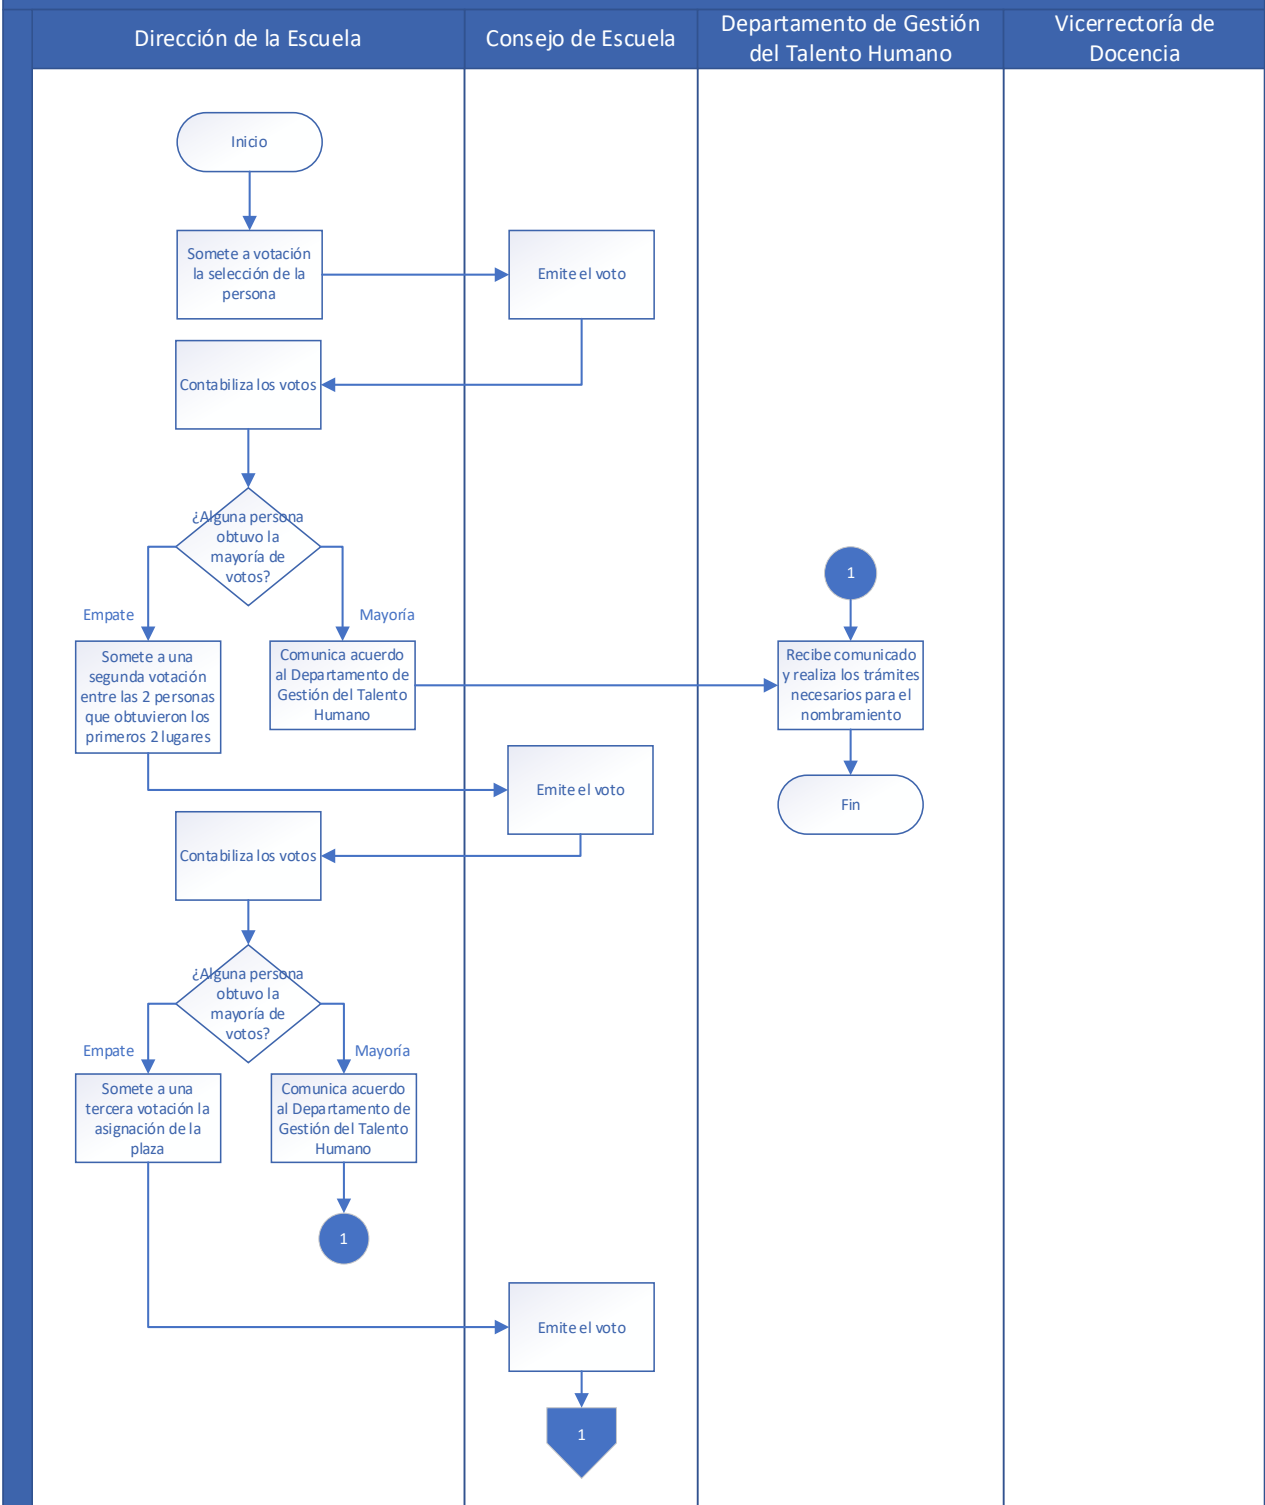 Dirección de la Escuela
Consejo de Escuela
Departamento de Gestión
del Talento Humano
Vicerrectoría de
Docencia
Inicio
Somete a votación
la selección de la
persona
Emite el voto
Contabiliza los votos
¿Alguna persona
obtuvo la
mayoría de
votos?
Empate
Mayoría
1
Somete a una
segunda votación
entre las 2 personas
que obtuvieron los
primeros 2 lugares
Comunica acuerdo
al Departamento de
Gestión del Talento
Humano
Recibe comunicado
y realiza los trámites
necesarios para el
nombramiento
Emite el voto
Fin
Contabiliza los votos
¿Alguna persona
obtuvo la
mayoría de
votos?
Empate
Mayoría
Somete a una
tercera votación la
asignación de la
plaza
Comunica acuerdo
al Departamento de
Gestión del Talento
Humano
1
Emite el voto
1